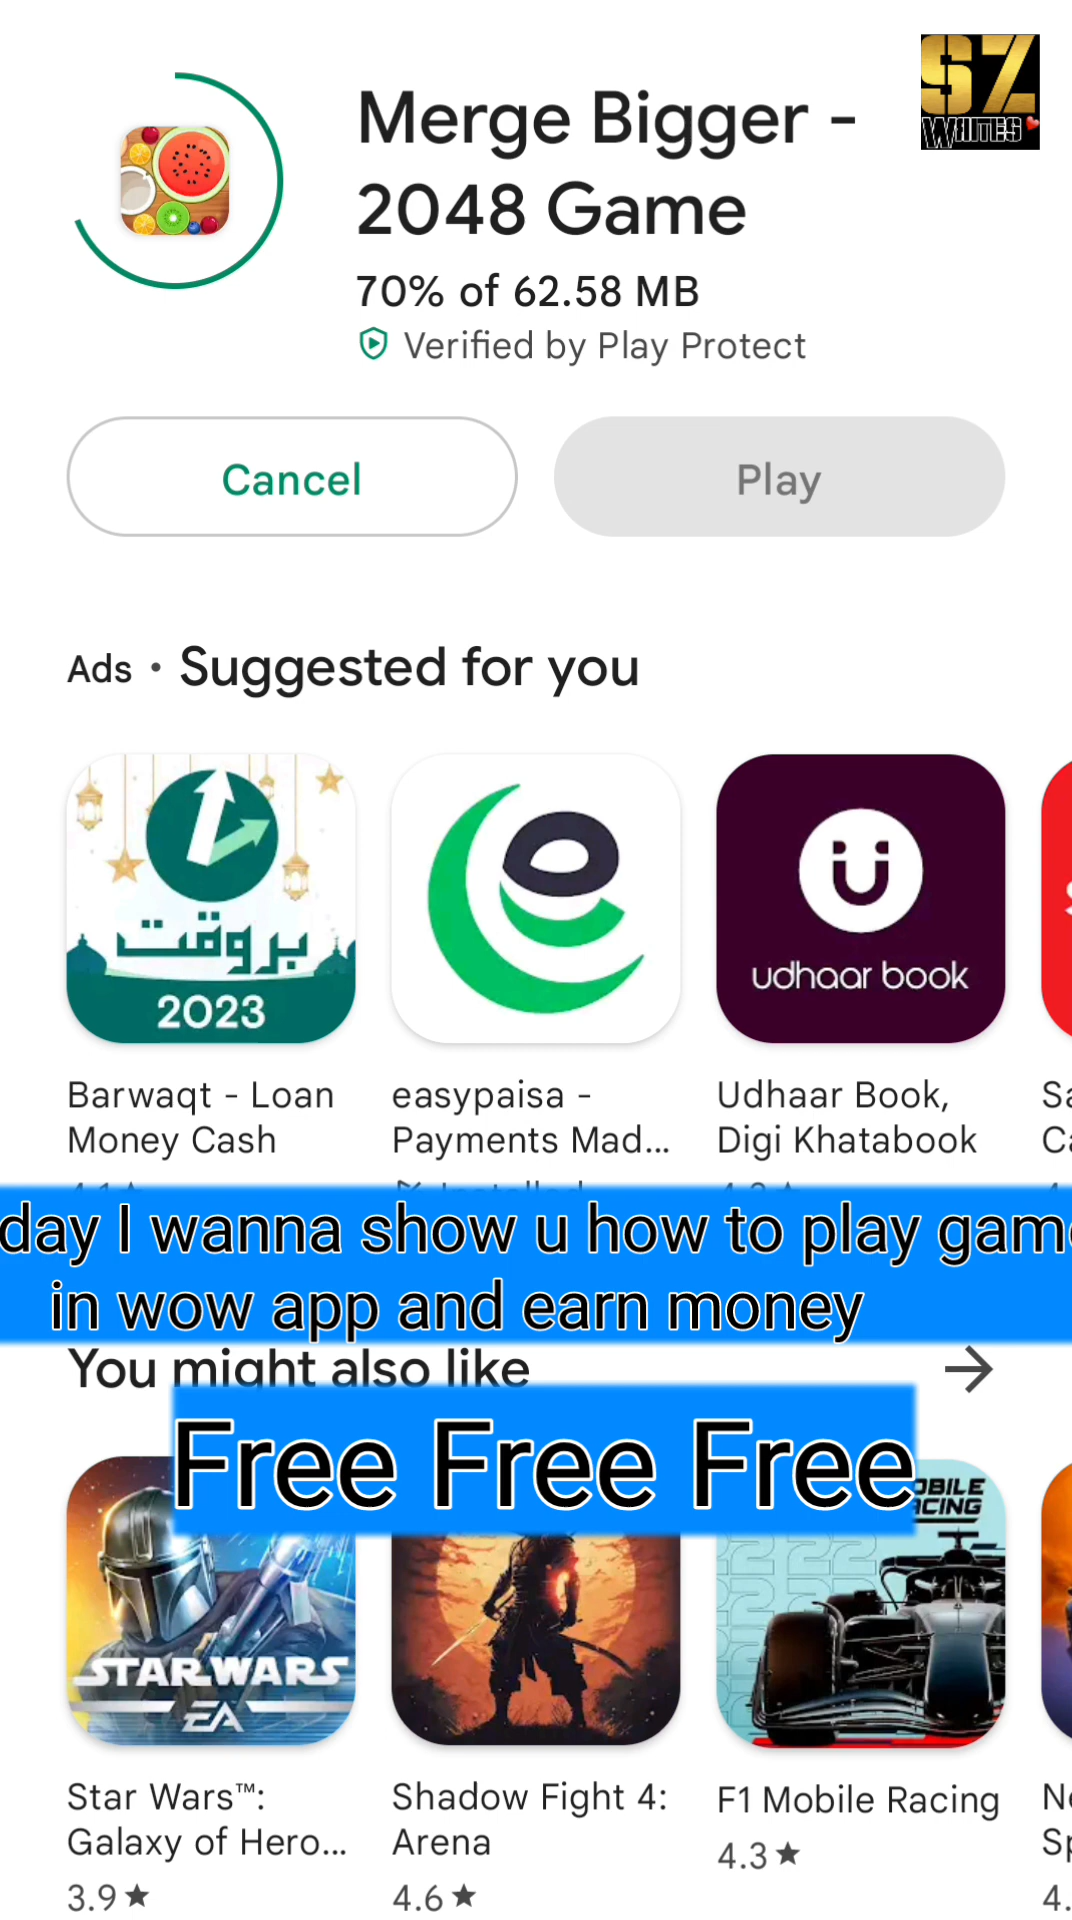 SZ
WRITES
Merge Bigger -
2048 Game
70% of 62.58 MB
Verified by Play Protect
Cancel
Play
Ads • Suggested for you
بروقت
2023
udhaar book
Barwaqt - Loan
Money Cash
easypaisa -
Payments Mad...
Udhaar Book,
Digi Khatabook
day I wanna show u how to play game
in wow app and earn money
You might also like
Free Free Free
STAR WARS
EA
Star Wars™:
Galaxy of Hero...
3.9 ★
Shadow Fight 4:
Arena
4.6 ★
F1 Mobile Racing
4.3 ★